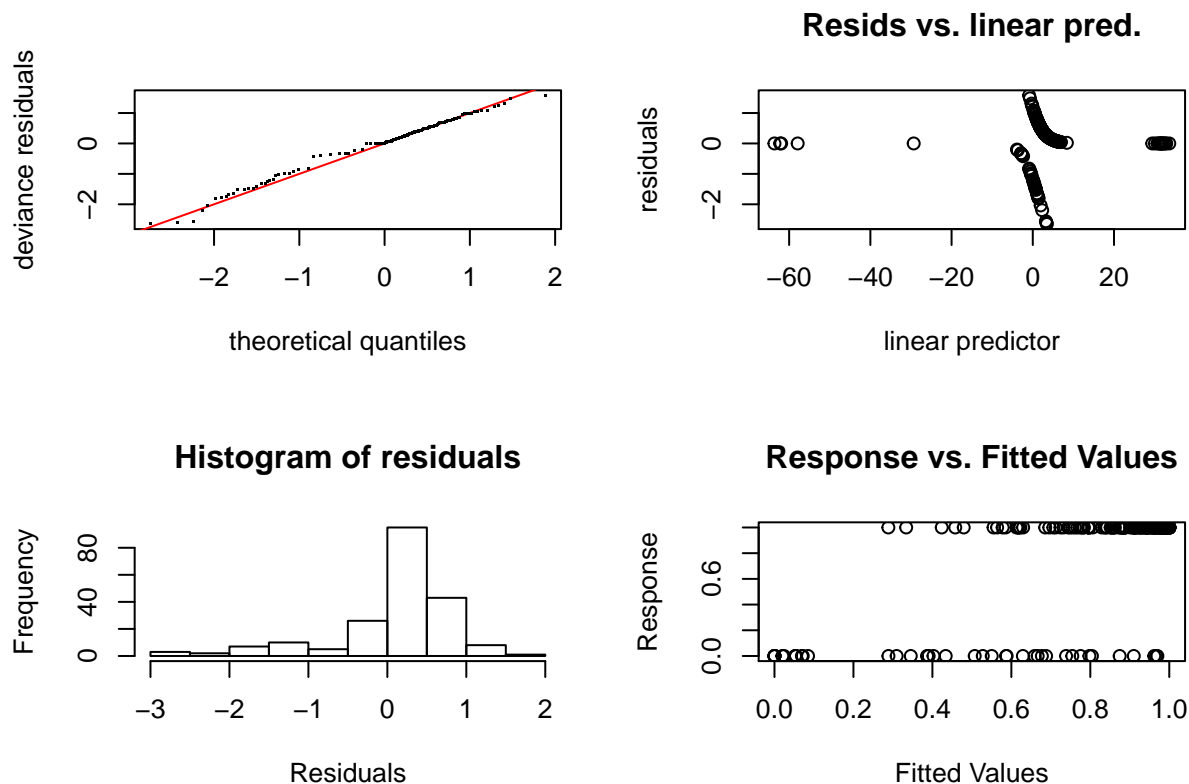 deviance residuals
0
−2
−2
−1
0
1
2
theoretical quantiles
Resids vs. linear pred.
residuals
0
−2
−60
−40
−20
0
20
linear predictor
Histogram of residuals
Frequency
80
40
0
−3
−2
−1
0
1
2
Residuals
Response vs. Fitted Values
Response
0.6
0.0
0.0
0.2
0.4
0.6
0.8
1.0
Fitted Values